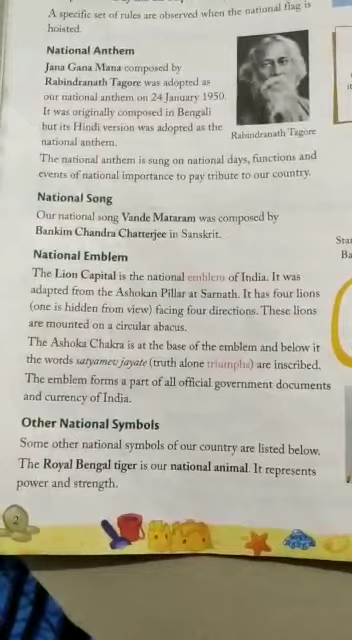 A specific set of rules are observed when the national flag is
hoisted.
National Anthem
Jana Gana Mana composed by
Rabindranath Tagore was adopted as
our national anthem on 24 January 1950.
It was originally composed in Bengali
but its Hindi version was adopted as the
national anthem.
Rabindranath Tagore
The national anthem is sung on national days, functions and
events of national importance to pay tribute to our country.
National Song
Our national song Vande Mataram was composed by
Bankim Chandra Chatterjee in Sanskrit.
National Emblem
The Lion Capital is the national emblem of India. It was
adapted from the Ashokan Pillar at Sarnath. It has four lions
(one is hidden from view) facing four directions. These lions
are mounted on a circular abacus.
The Ashoka Chakra is at the base of the emblem and below it
the words satyamev jayate (truth alone triumphs) are inscribed.
The emblem forms a part of all official government documents
and currency of India.
Other National Symbols
Some other national symbols of our country are listed below.
The Royal Bengal tiger is our national animal. It represents
power and strength.
2